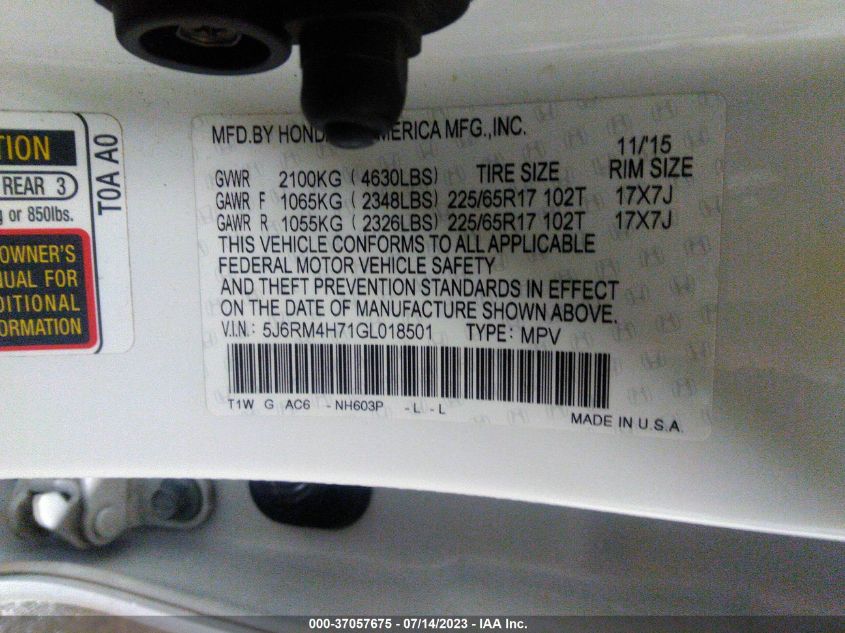 TION
REAR 3
g or 850lbs.
OWNER'S
NUAL FOR
DITIONAL
FORMATION
T0A A0
MFD.BY HOND AMERICA MFG.,INC.
11/'15
GVWR 2100KG (4630LBS) TIRE SIZE RIM SIZE
GAWR F 1065KG (2348LBS) 225/65R17 102T 17X7J
GAWR R 1055KG (2326LBS) 225/65R17 102T 17X7J
THIS VEHICLE CONFORMS TO ALL APPLICABLE
FEDERAL MOTOR VEHICLE SAFETY
AND THEFT PREVENTION STANDARDS IN EFFECT
ON THE DATE OF MANUFACTURE SHOWN ABOVE.
V.I.N.: 5J6RM4H71GL018501 TYPE: MPV
T1W G AC6 - NH603P - L - L
MADE IN U.S.A.
000-37057675 - 07/14/2023 - IAA Inc.